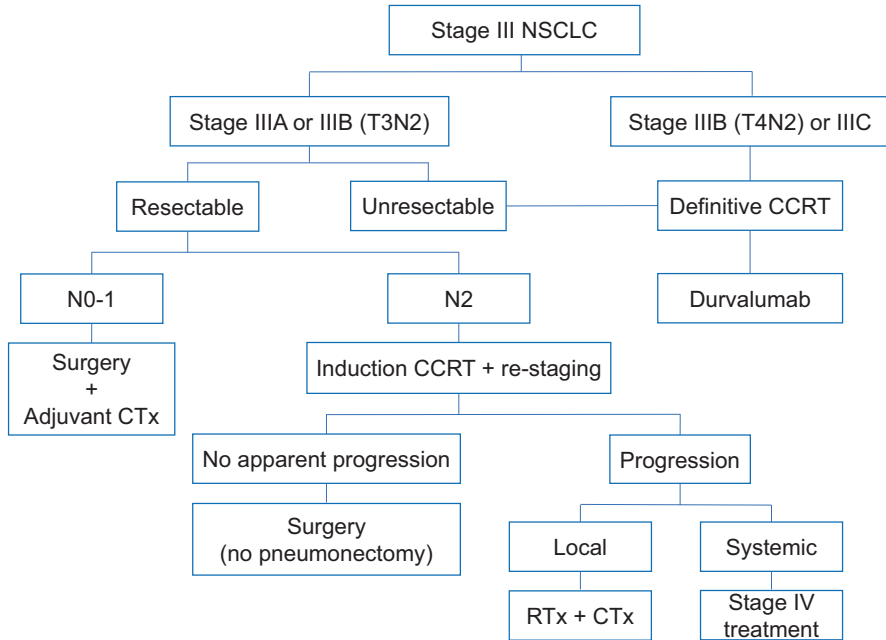 Stage III NSCLC
Stage IIIA or IIIB (T3N2)
Stage IIIB (T4N2) or IIIC
Resectable
Unresectable
Definitive CCRT
N0-1
N2
Durvalumab
Surgery
+
Adjuvant CTx
Induction CCRT + re-staging
No apparent progression
Progression
Surgery
(no pneumonectomy)
Local
Systemic
RTx + CTx
Stage IV
treatment